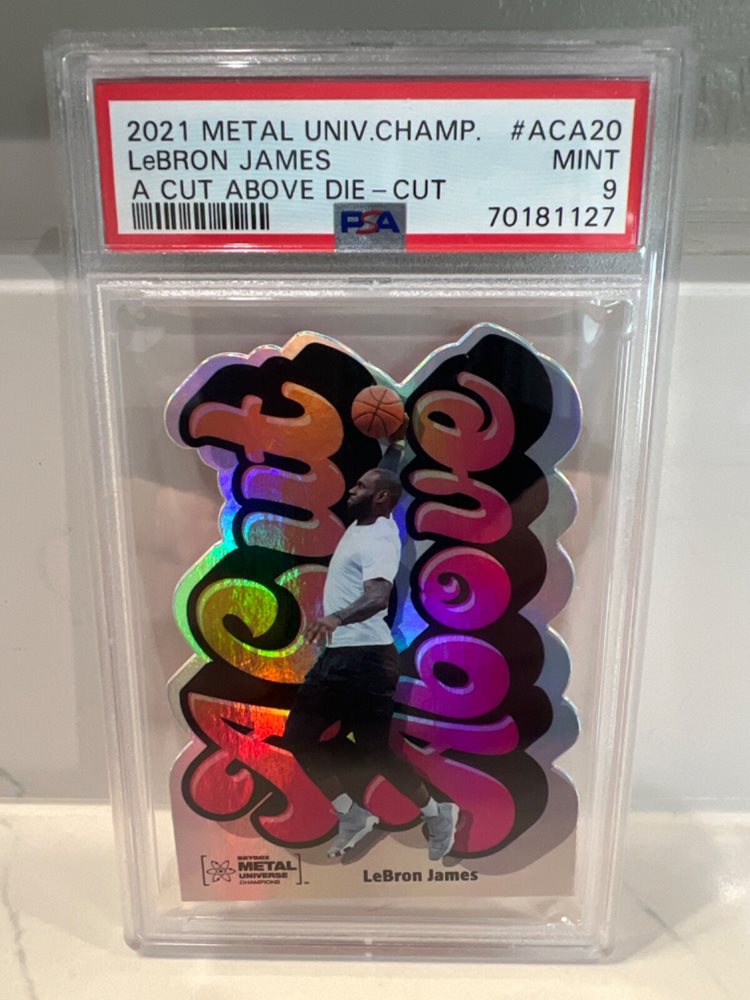 2021 METAL UNIV.CHAMP. #ACA20
LeBRON JAMES MINT
A CUT ABOVE DIE-CUT 9
PSA 70181127
A Cut
Above
SKYBOX
METAL
UNIVERSE
CHAMPIONS
TM
LeBron James